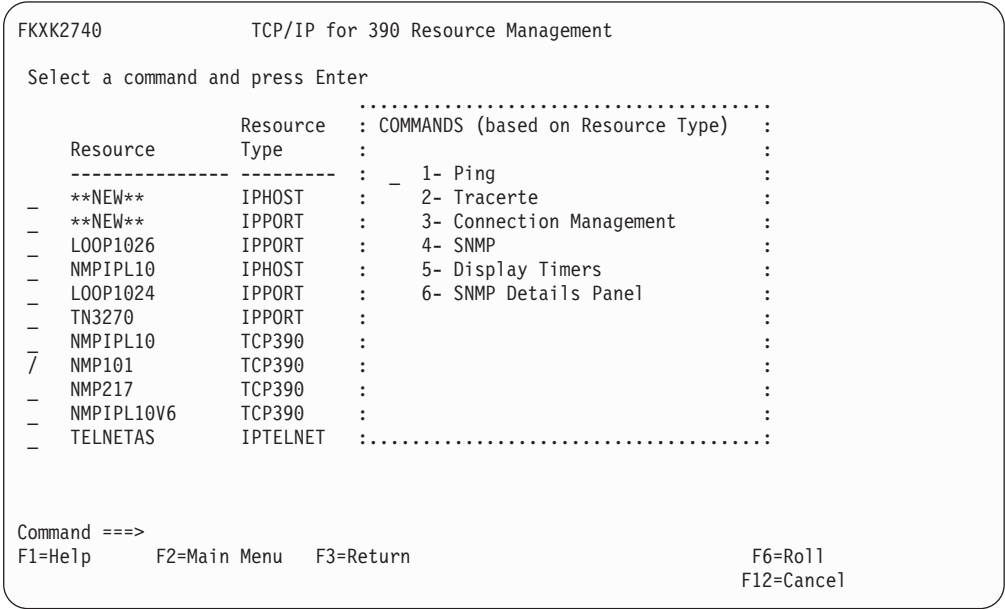 FKXK2740                TCP/IP for 390 Resource Management
 Select a command and press Enter
                                 .......................................
                      Resource   : COMMANDS (based on Resource Type)   :
     Resource         Type       :                                     :
     --------------- ---------   :  _ 1- Ping                          :
 _   **NEW**          IPHOST     :     2- Tracerte                     :
 _   **NEW**          IPPORT     :     3- Connection Management        :
 _   LOOP1026         IPPORT     :     4- SNMP                         :
 _   NMPIPL10         IPHOST     :     5- Display Timers               :
 _   LOOP1024         IPPORT     :     6- SNMP Details Panel           :
 _   TN3270           IPPORT     :                                     :
 _   NMPIPL10         TCP390     :                                     :
 /   NMP101           TCP390     :                                     :
 _   NMP217           TCP390     :                                     :
 _   NMPIPL10V6       TCP390     :                                     :
 _   TELNETAS         IPTELNET   :.....................................:
Command ===>
F1=Help      F2=Main Menu   F3=Return                                F6=Roll
                                                                    F12=Cancel